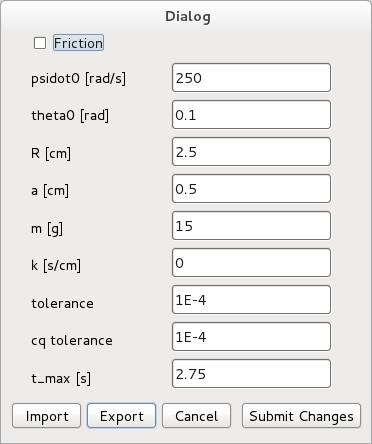 Dialog
Friction
psidot0 [rad/s] 250
theta0 [rad] 0.1
R [cm] 2.5
a [cm] 0.5
m [g] 15
k [s/cm] 0
tolerance 1E-4
cq tolerance 1E-4
t_max [s] 2.75
Import Export Cancel Submit Changes